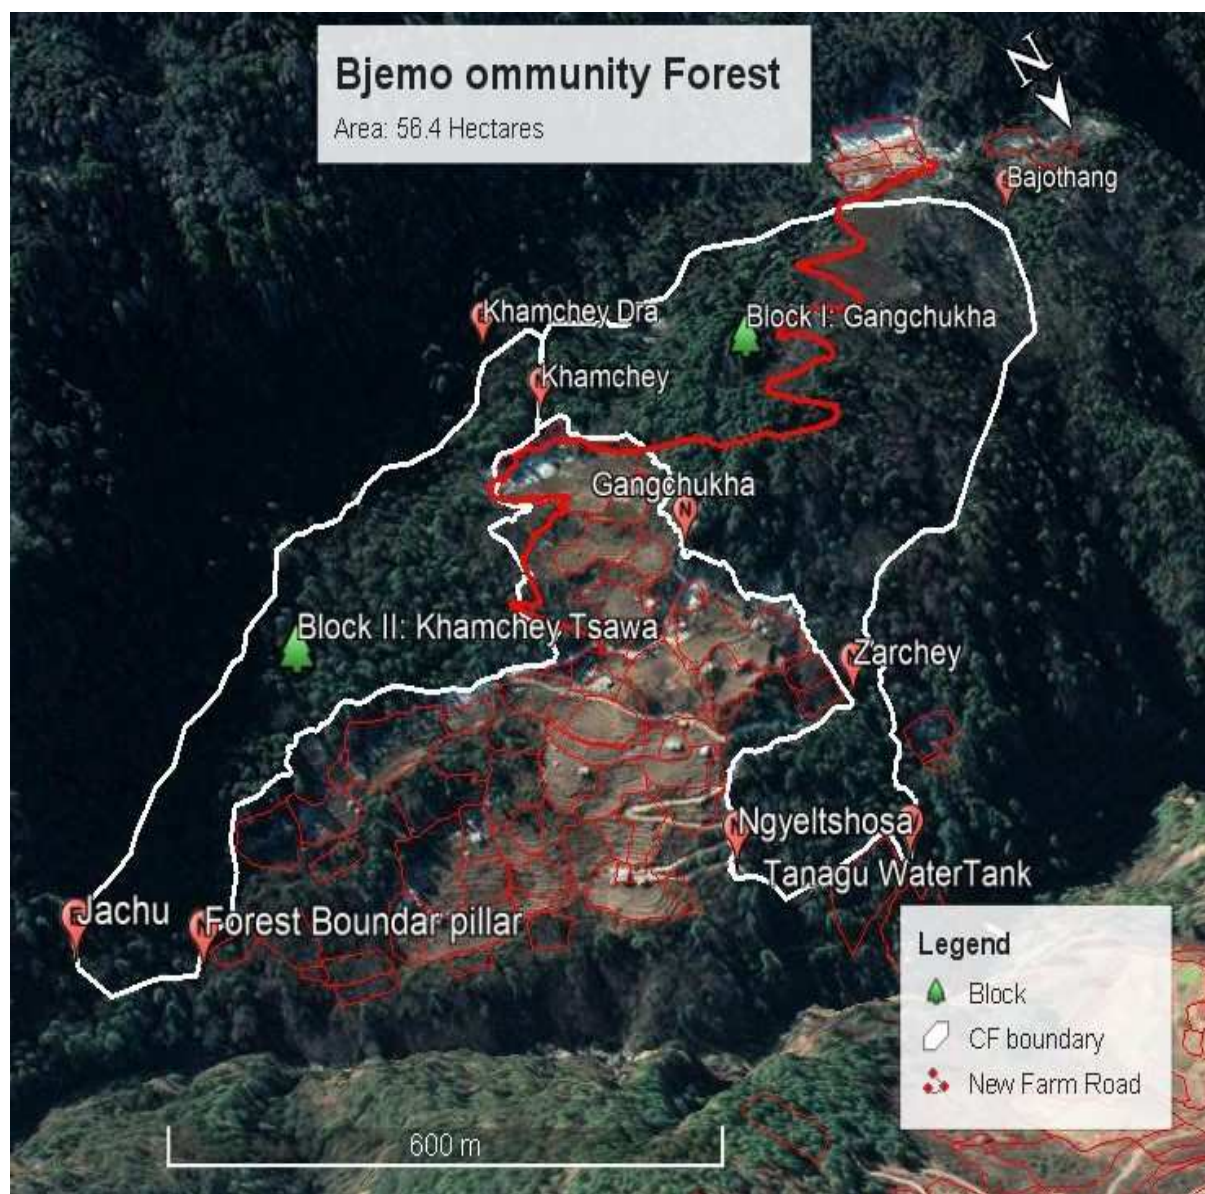 Bjemo ommunity Forest
Area: 56.4 Hectares
N
Bajothang
Khamchey Dra
Block I: Gangchukha
Khamchey
Gangchukha
N
Block II: Khamchey Tsawa
Zarchey
Ngyeltshosa
Tanagu WaterTank
Jachu
Forest Boundar pillar
Legend
Block
CF boundary
New Farm Road
600 m